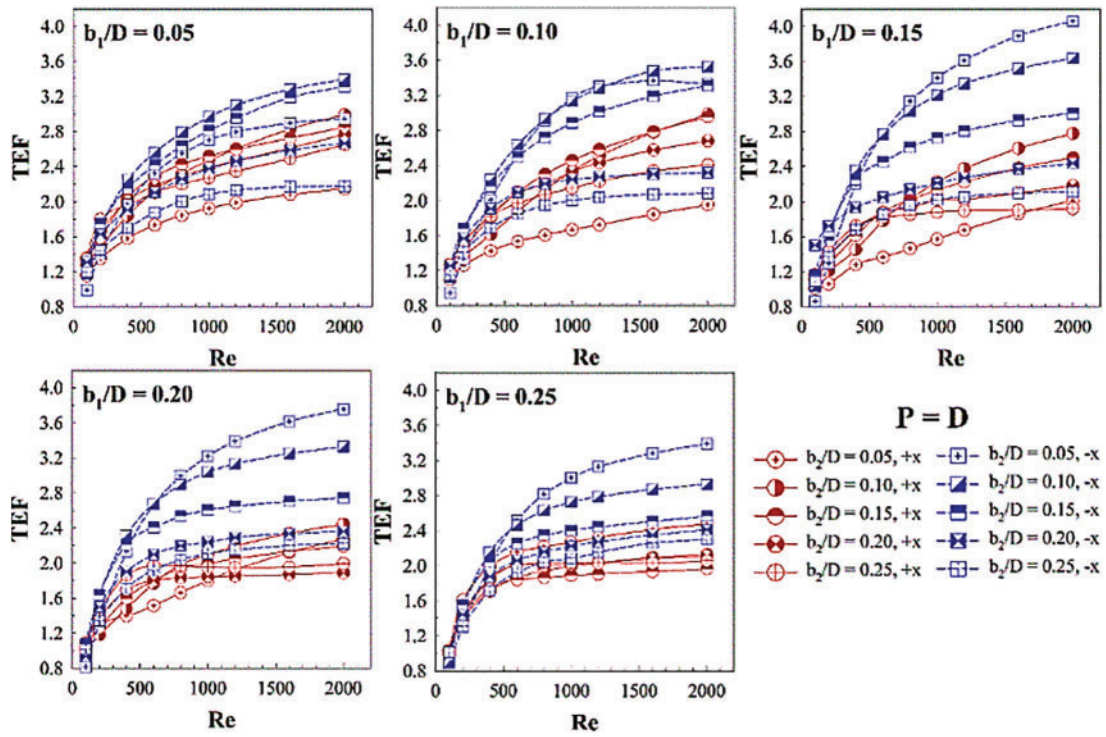 b₁/D = 0.05
4.0
3.6
3.2
2.8
2.4
2.0
1.6
1.2
0.8
TEF
0 500 1000 1500 2000
Re
b₁/D = 0.10
4.0
3.6
3.2
2.8
2.4
2.0
1.6
1.2
0.8
TEF
0 500 1000 1500 2000
Re
b₁/D = 0.15
4.0
3.6
3.2
2.8
2.4
2.0
1.6
1.2
0.8
TEF
0 500 1000 1500 2000
Re
b₁/D = 0.20
4.0
3.6
3.2
2.8
2.4
2.0
1.6
1.2
0.8
TEF
0 500 1000 1500 2000
Re
b₁/D = 0.25
4.0
3.6
3.2
2.8
2.4
2.0
1.6
1.2
0.8
TEF
0 500 1000 1500 2000
Re
P = D
b₂/D = 0.05, +x b₂/D = 0.05, -x
b₂/D = 0.10, +x b₂/D = 0.10, -x
b₂/D = 0.15, +x b₂/D = 0.15, -x
b₂/D = 0.20, +x b₂/D = 0.20, -x
b₂/D = 0.25, +x b₂/D = 0.25, -x